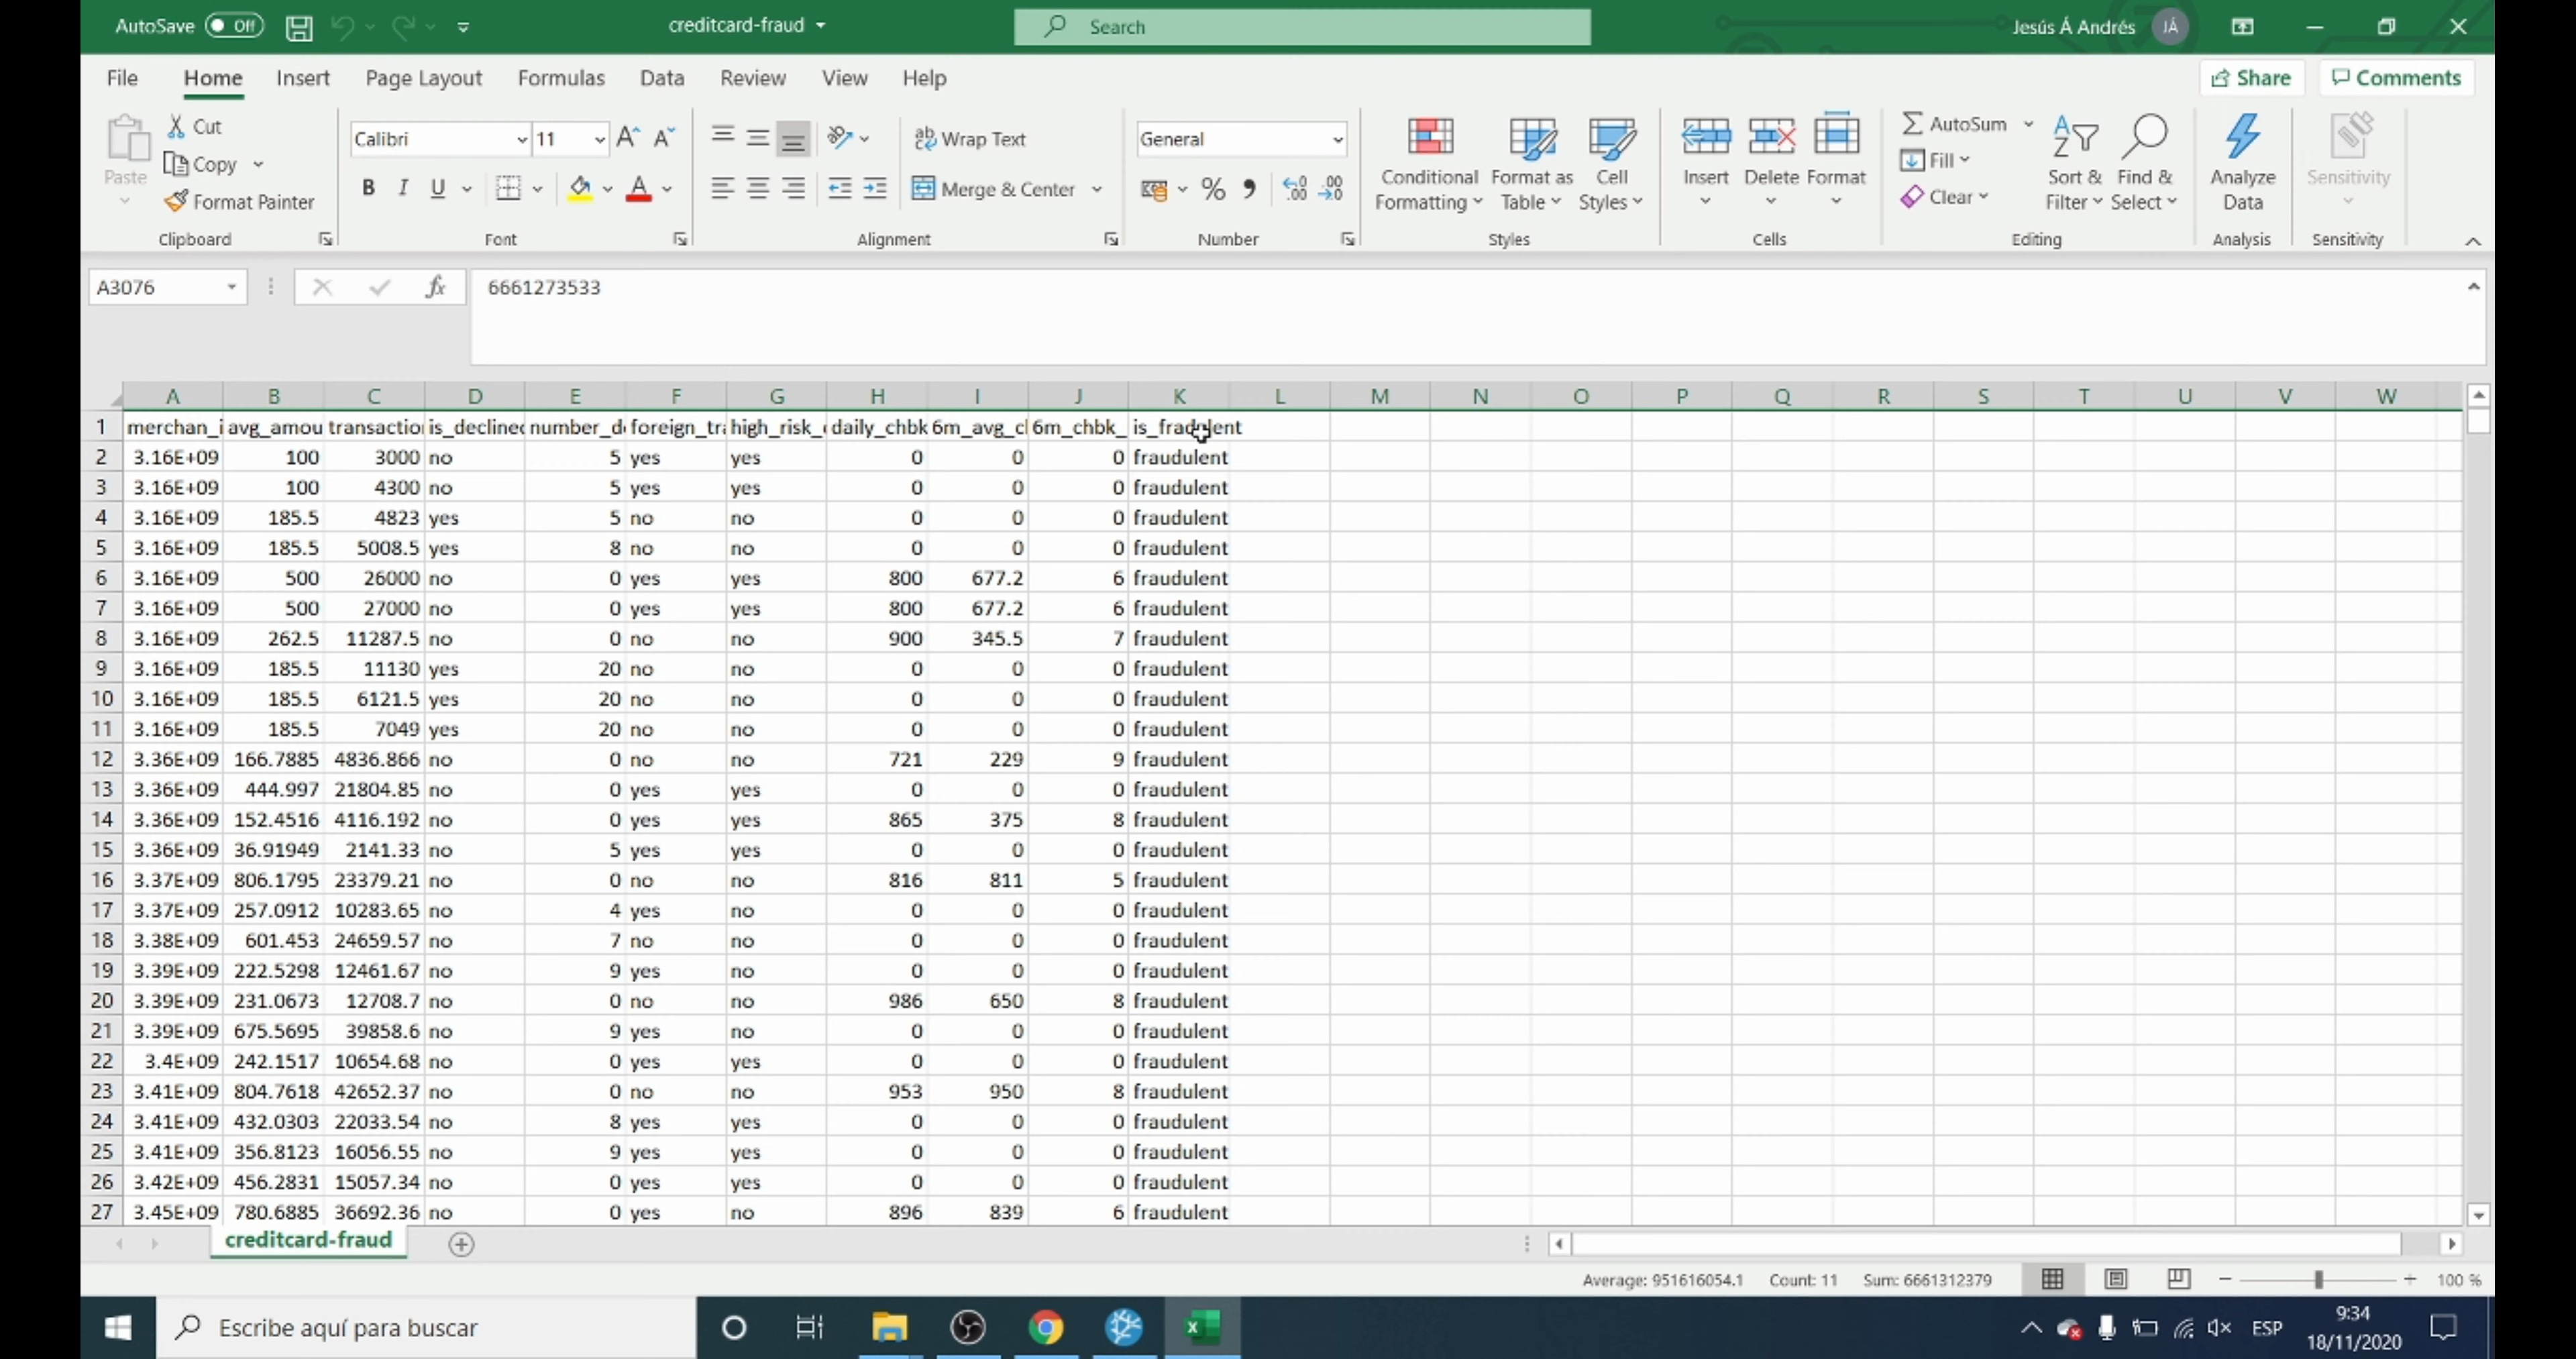 AutoSave Off creditcard-fraud Search Jesús Á Andrés JÁ
File Home Insert Page Layout Formulas Data Review View Help Share Comments
Paste Cut Copy Format Painter Clipboard
Calibri 11 B I U Font
Wrap Text Merge & Center Alignment
General % Number
Conditional Formatting Format as Table Cell Styles Styles
Insert Delete Format Cells
AutoSum Fill Clear Sort & Filter Find & Select Editing
Analyze Data Analysis
Sensitivity Sensitivity
A3076 fx 6661273533
A B C D E F G H I J K L M N O P Q R S T U V W
1 merchan_i avg_amou transactio is_declined number_d foreign_tra high_risk_ daily_chbk 6m_avg_cl 6m_chbk_ is_fradulent
2 3.16E+09 100 3000 no 5 yes yes 0 0 0 fraudulent
3 3.16E+09 100 4300 no 5 yes yes 0 0 0 fraudulent
4 3.16E+09 185.5 4823 yes 5 no no 0 0 0 fraudulent
5 3.16E+09 185.5 5008.5 yes 8 no no 0 0 0 fraudulent
6 3.16E+09 500 26000 no 0 yes yes 800 677.2 6 fraudulent
7 3.16E+09 500 27000 no 0 yes yes 800 677.2 6 fraudulent
8 3.16E+09 262.5 11287.5 no 0 no no 900 345.5 7 fraudulent
9 3.16E+09 185.5 11130 yes 20 no no 0 0 0 fraudulent
10 3.16E+09 185.5 6121.5 yes 20 no no 0 0 0 fraudulent
11 3.16E+09 185.5 7049 yes 20 no no 0 0 0 fraudulent
12 3.36E+09 166.7885 4836.866 no 0 no no 721 229 9 fraudulent
13 3.36E+09 444.997 21804.85 no 0 yes yes 0 0 0 fraudulent
14 3.36E+09 152.4516 4116.192 no 0 yes yes 865 375 8 fraudulent
15 3.36E+09 36.91949 2141.33 no 5 yes yes 0 0 0 fraudulent
16 3.37E+09 806.1795 23379.21 no 0 no no 816 811 5 fraudulent
17 3.37E+09 257.0912 10283.65 no 4 yes no 0 0 0 fraudulent
18 3.38E+09 601.453 24659.57 no 7 no no 0 0 0 fraudulent
19 3.39E+09 222.5298 12461.67 no 9 yes no 0 0 0 fraudulent
20 3.39E+09 231.0673 12708.7 no 0 no no 986 650 8 fraudulent
21 3.39E+09 675.5695 39858.6 no 9 yes no 0 0 0 fraudulent
22 3.4E+09 242.1517 10654.68 no 0 yes yes 0 0 0 fraudulent
23 3.41E+09 804.7618 42652.37 no 0 no no 953 950 8 fraudulent
24 3.41E+09 432.0303 22033.54 no 8 yes yes 0 0 0 fraudulent
25 3.41E+09 356.8123 16056.55 no 9 yes yes 0 0 0 fraudulent
26 3.42E+09 456.2831 15057.34 no 0 yes yes 0 0 0 fraudulent
27 3.45E+09 780.6885 36692.36 no 0 yes no 896 839 6 fraudulent
creditcard-fraud
Average: 951616054.1 Count: 11 Sum: 6661312379 100 %
Escribe aquí para buscar ESP 9:34
18/11/2020